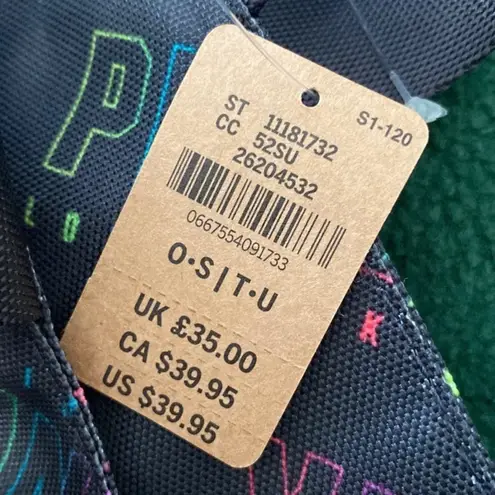 S1-120
ST 11181732
CC 52SU
26204532
0667554091733
O·S|T·U
UK £35.00
CA $39.95
US $39.95
P
L O
X